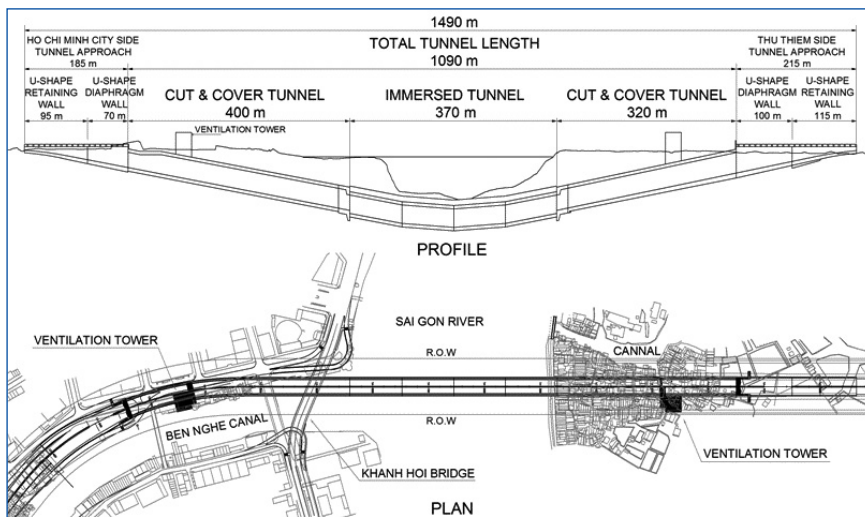 1490 m
HO CHI MINH CITY SIDE
TUNNEL APPROACH
185 m
TOTAL TUNNEL LENGTH
1090 m
THU THIEM SIDE
TUNNEL APPROACH
215 m
U-SHAPE
RETAINING
WALL
95 m
U-SHAPE
DIAPHRAGM
WALL
70 m
CUT & COVER TUNNEL
400 m
IMMERSED TUNNEL
370 m
CUT & COVER TUNNEL
320 m
U-SHAPE
DIAPHRAGM
WALL
100 m
U-SHAPE
RETAINING
WALL
115 m
VENTILATION TOWER
PROFILE
SAI GON RIVER
VENTILATION TOWER
R.O.W
CANNAL
BEN NGHE CANAL
R.O.W
KHANH HOI BRIDGE
VENTILATION TOWER
PLAN